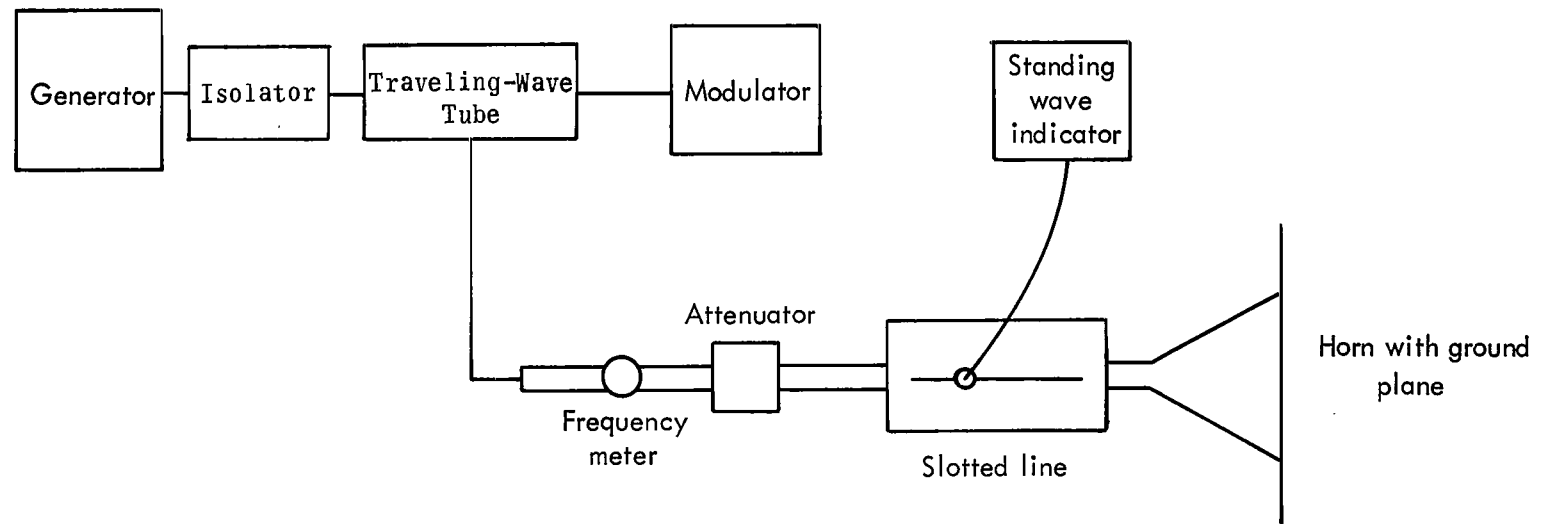 Generator
Isolator
Traveling-Wave
Tube
Modulator
Standing
wave
indicator
Attenuator
Frequency
meter
Slotted line
Horn with ground
plane